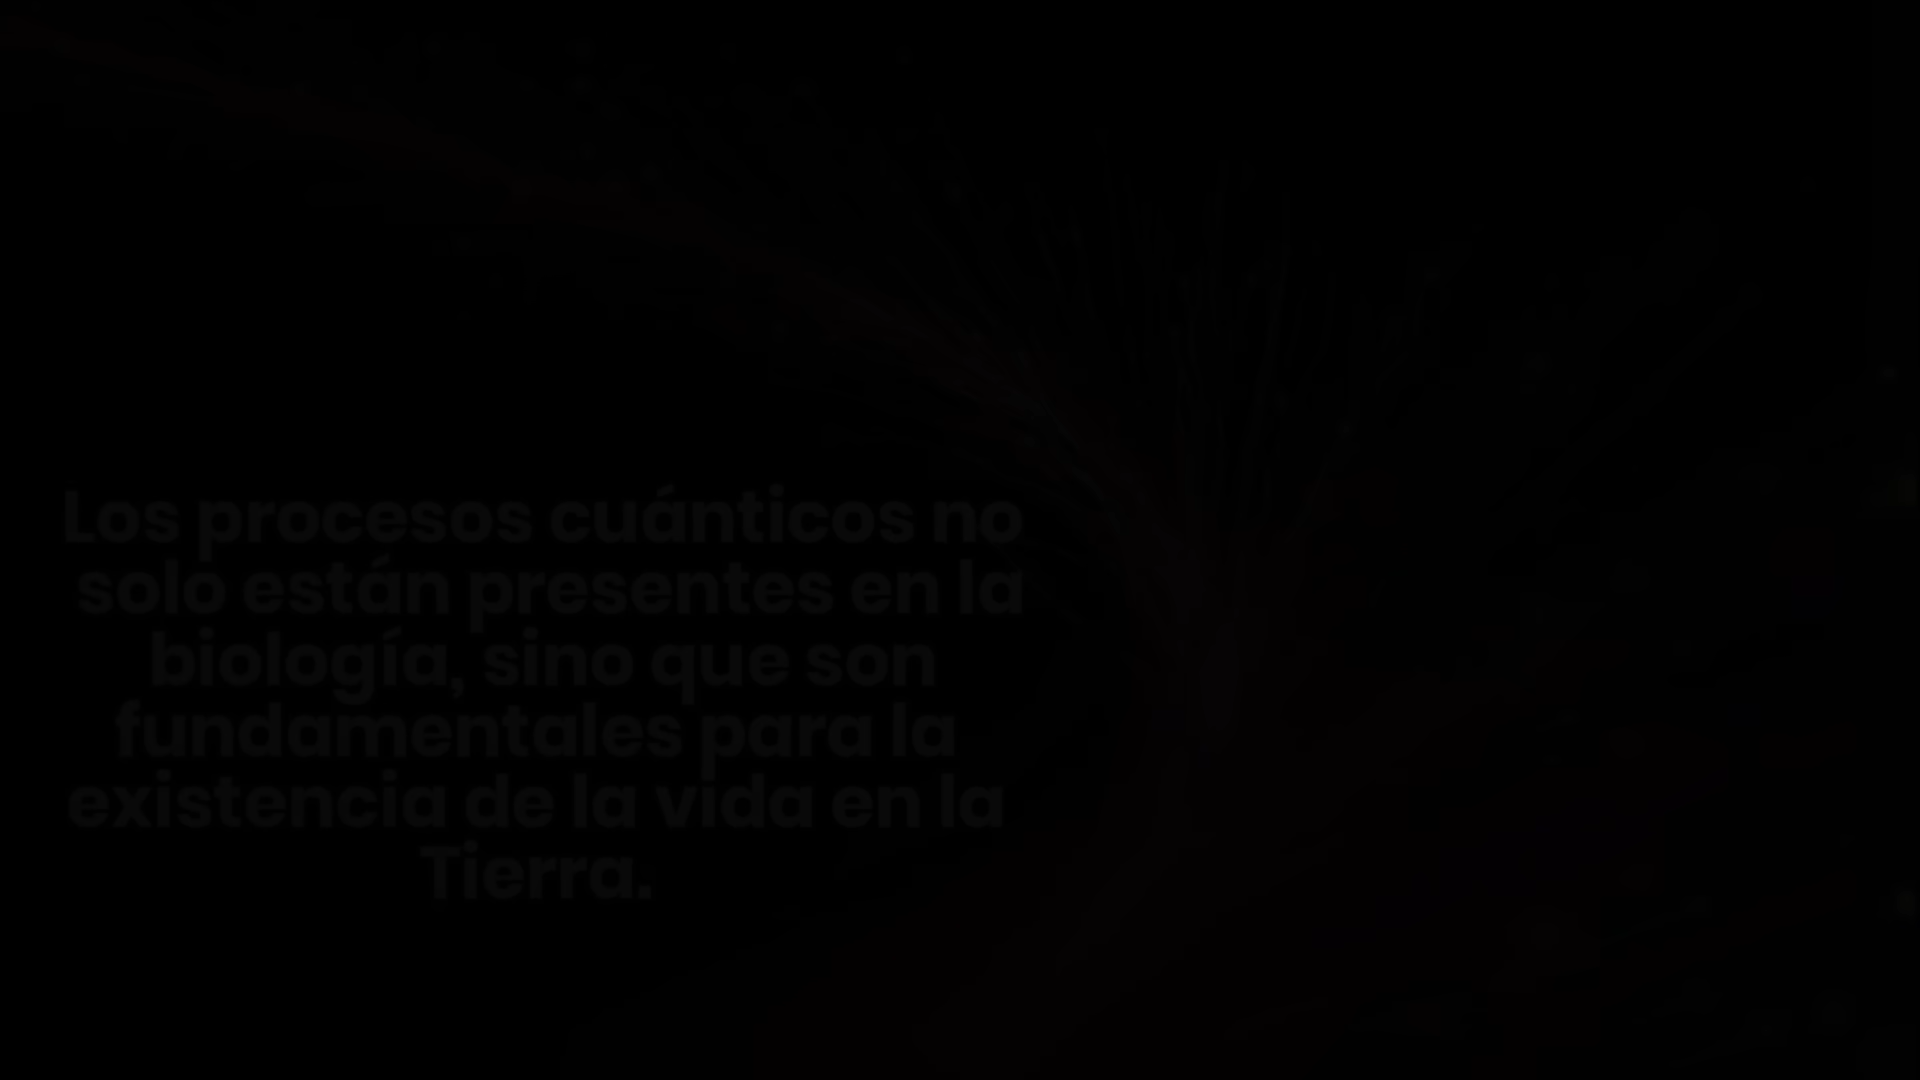 Los procesos cuánticos no
solo están presentes en la
biología, sino que son
fundamentales para la
existencia de la vida en la
Tierra.